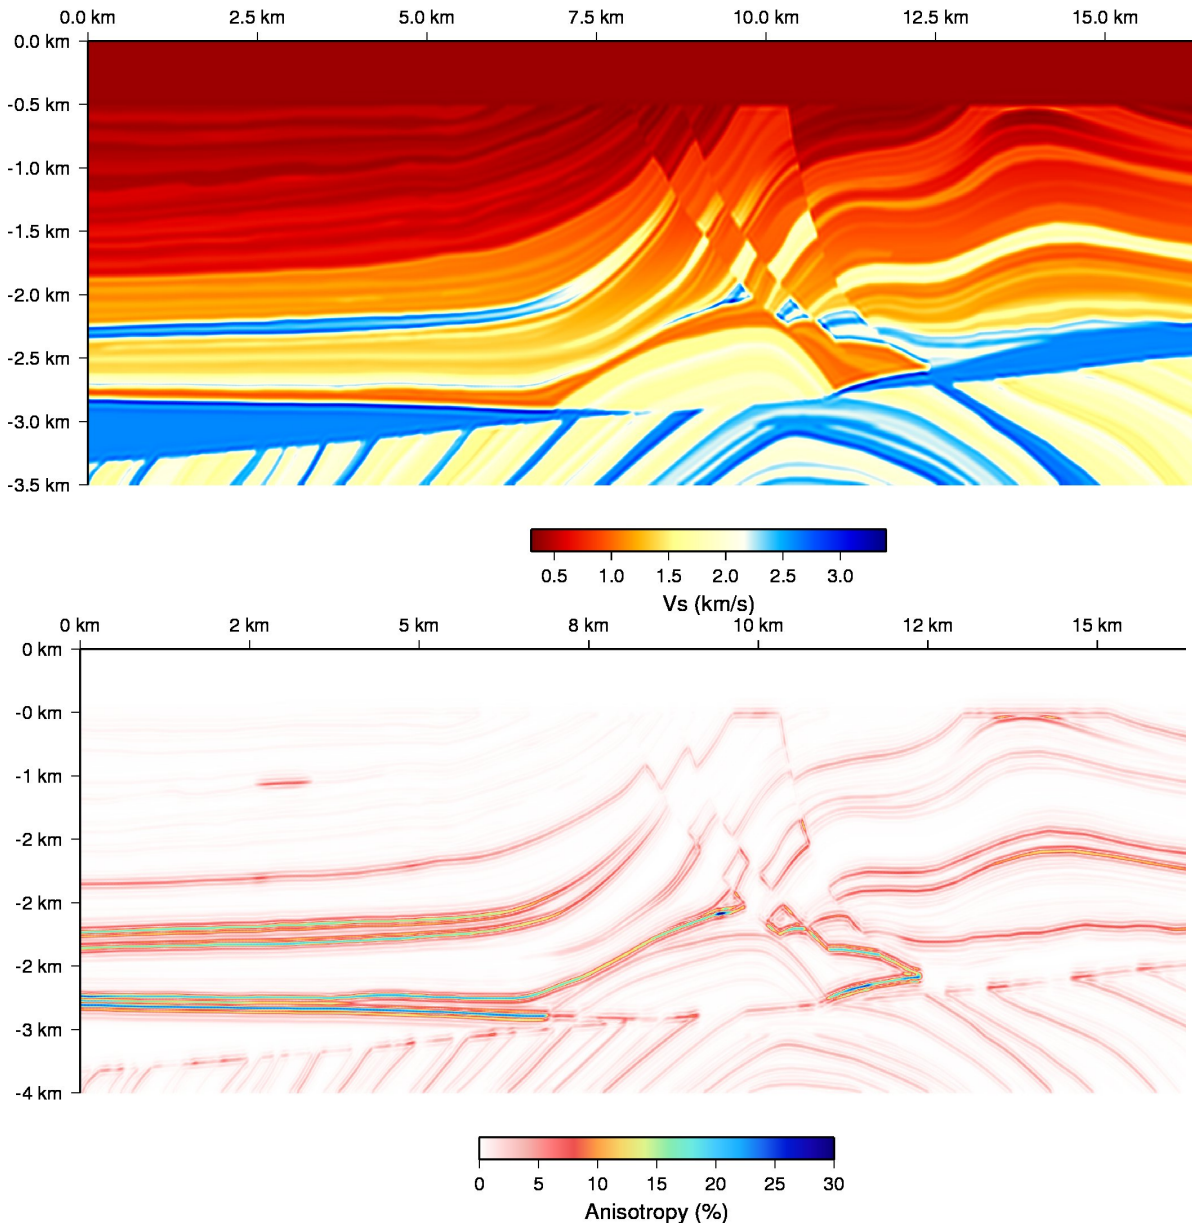 0.0 km 2.5 km 5.0 km 7.5 km 10.0 km 12.5 km 15.0 km
0.0 km
-0.5 km
-1.0 km
-1.5 km
-2.0 km
-2.5 km
-3.0 km
-3.5 km
0.5 1.0 1.5 2.0 2.5 3.0
Vs (km/s)
0 km 2 km 5 km 8 km 10 km 12 km 15 km
0 km
-0 km
-1 km
-2 km
-2 km
-2 km
-3 km
-4 km
0 5 10 15 20 25 30
Anisotropy (%)